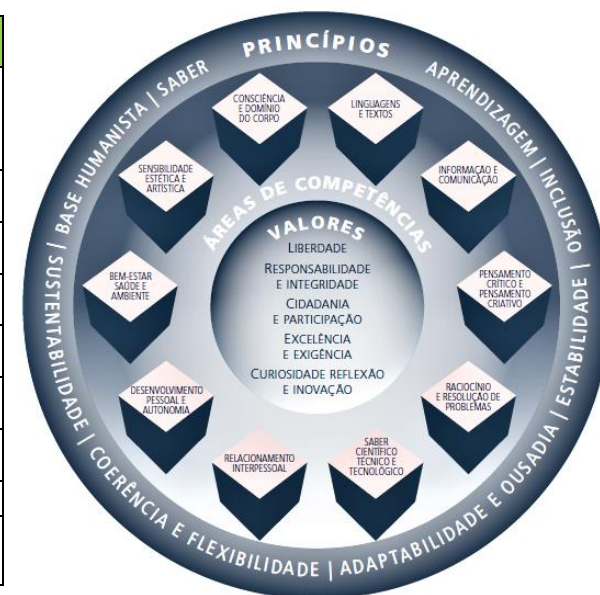 PRINCÍPIOS
APRENDIZAGEM | INCLUSÃO | ESTABILIDADE | ADAPTABILIDADE E OUSADIA | COERÊNCIA E FLEXIBILIDADE | SUSTENTABILIDADE | BASE HUMANISTA | SABER
ÁREAS DE COMPETÊNCIAS
LINGUAGENS
E TEXTOS
INFORMAÇÃO E
COMUNICAÇÃO
PENSAMENTO
CRÍTICO E
PENSAMENTO
CRIATIVO
RACIOCÍNIO
E RESOLUÇÃO DE
PROBLEMAS
SABER
CIENTÍFICO
TÉCNICO E
TECNOLÓGICO
RELACIONAMENTO
INTERPESSOAL
DESENVOLVIMENTO
PESSOAL E
AUTONOMIA
BEM-ESTAR
SAÚDE E
AMBIENTE
SENSIBILIDADE
ESTÉTICA E
ARTÍSTICA
CONSCIÊNCIA
E DOMÍNIO
DO CORPO
VALORES
LIBERDADE
RESPONSABILIDADE
E INTEGRIDADE
CIDADANIA
E PARTICIPAÇÃO
EXCELÊNCIA
E EXIGÊNCIA
CURIOSIDADE REFLEXÃO
E INOVAÇÃO